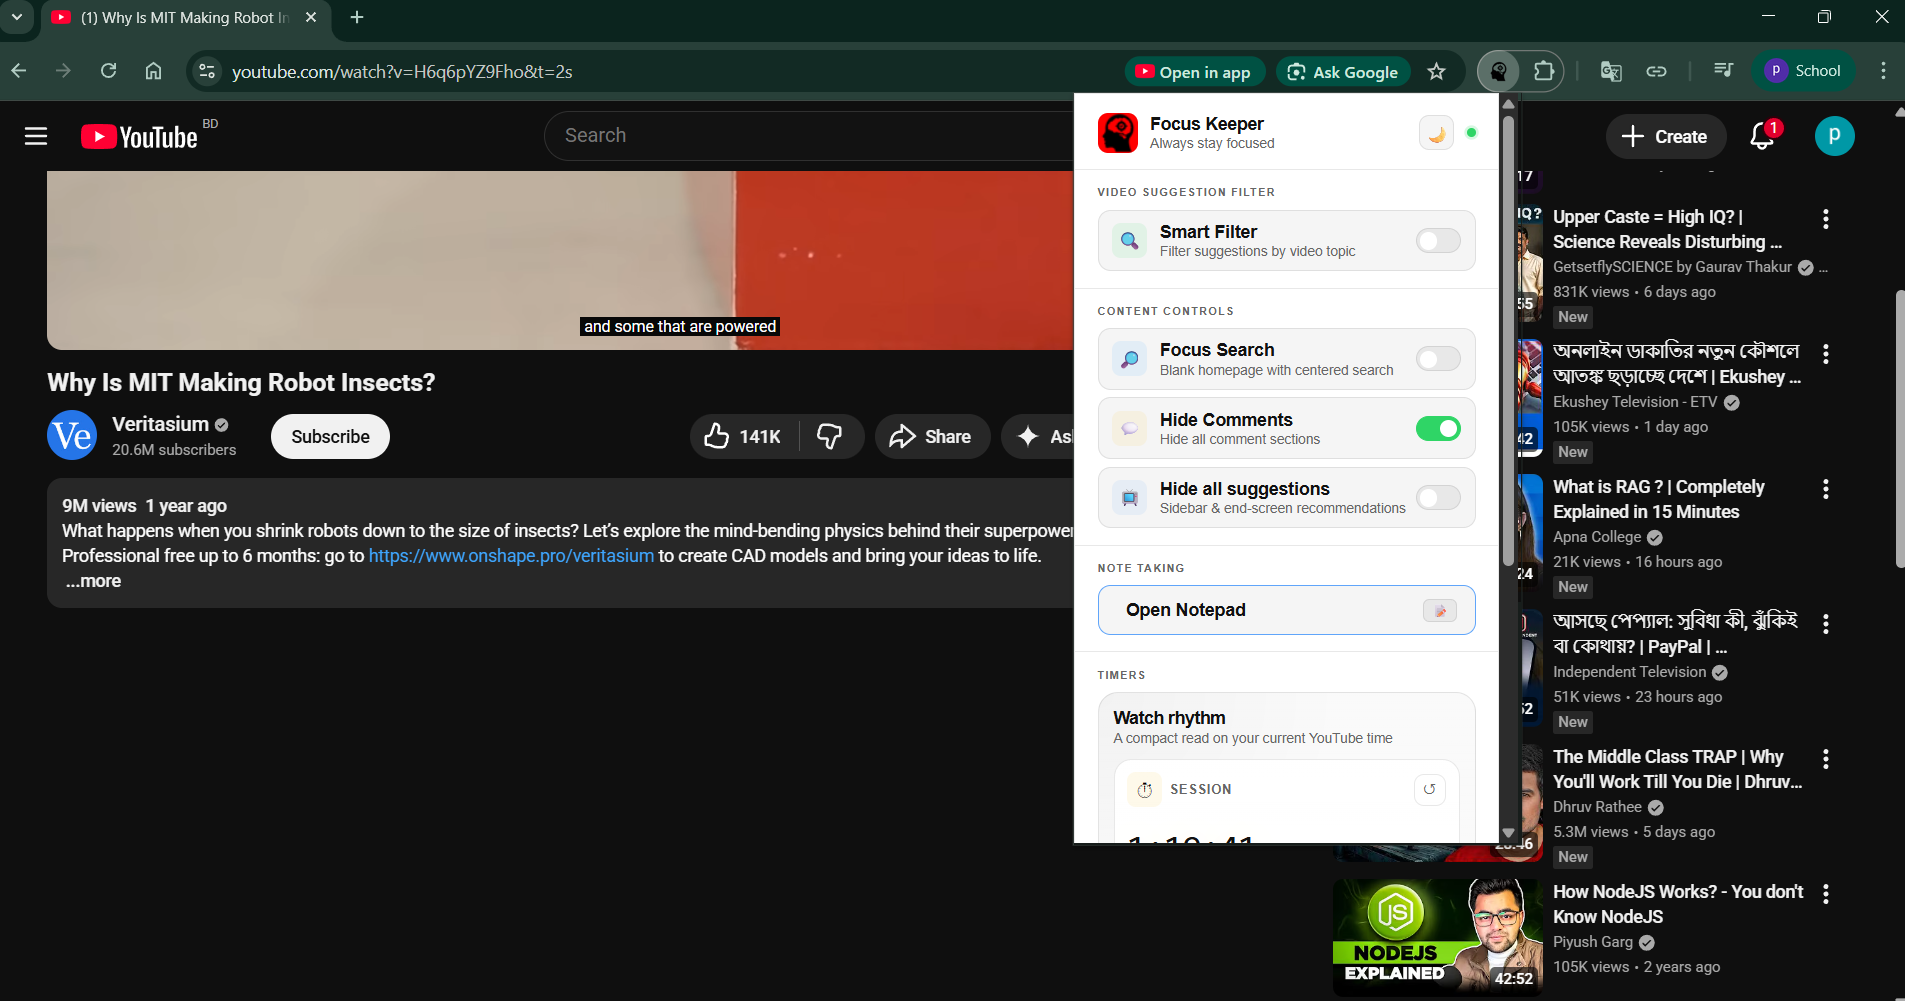 (1) Why Is MIT Making Robot In
youtube.com/watch?v=H6q6pYZ9Fho&t=2s
Open in app
Ask Google
P
School
YouTube
BD
Search
Create
1
p
and some that are powered
Why Is MIT Making Robot Insects?
Ve
Veritasium
20.6M subscribers
Subscribe
141K
Share
9M views 1 year ago
What happens when you shrink robots down to the size of insects? Let's explore the mind-bending physics behind their superpower
Professional free up to 6 months: go to https://www.onshape.pro/veritasium to create CAD models and bring your ideas to life.
...more
Focus Keeper
Always stay focused
VIDEO SUGGESTION FILTER
Smart Filter
Filter suggestions by video topic
CONTENT CONTROLS
Focus Search
Blank homepage with centered search
Hide Comments
Hide all comment sections
Hide all suggestions
Sidebar & end-screen recommendations
NOTE TAKING
Open Notepad
TIMERS
Watch rhythm
A compact read on your current YouTube time
SESSION
17
IQ?
55
Upper Caste = High IQ? |
Science Reveals Disturbing ...
GetsetflySCIENCE by Gaurav Thakur ...
831K views • 6 days ago
New
42
অনলাইন ডাকাতির নতুন কৌশলে
আতঙ্ক ছড়াচ্ছে দেশে | Ekushey ...
Ekushey Television - ETV
105K views • 1 day ago
New
24
What is RAG ? | Completely
Explained in 15 Minutes
Apna College
21K views • 16 hours ago
New
52
আসছে পেপ্যাল: সুবিধা কী, ঝুঁকিই
বা কোথায়? | PayPal | ...
Independent Television
51K views • 23 hours ago
New
The Middle Class TRAP | Why
You'll Work Till You Die | Dhruv...
Dhruv Rathee
5.3M views • 5 days ago
New
JS
NODEJS
EXPLAINED
42:52
How NodeJS Works? - You don't
Know NodeJS
Piyush Garg
105K views • 2 years ago